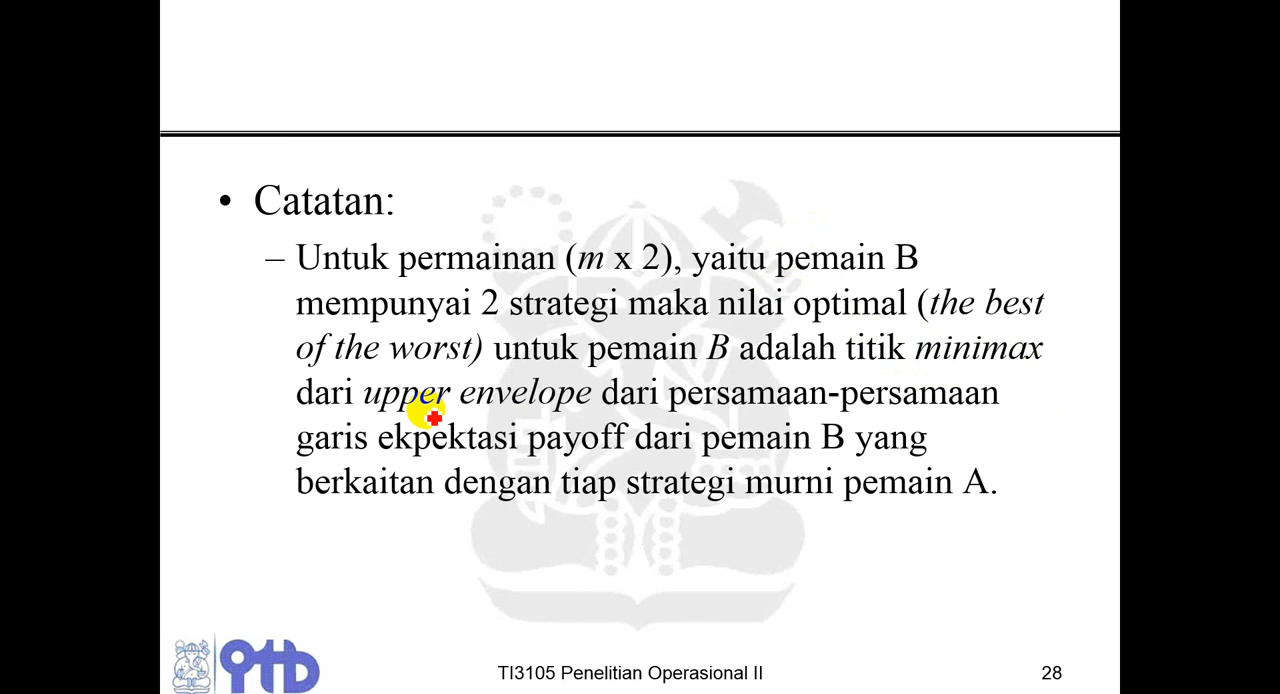 • Catatan:
– Untuk permainan (m x 2), yaitu pemain B
mempunyai 2 strategi maka nilai optimal (the best
of the worst) untuk pemain B adalah titik minimax
dari upper envelope dari persamaan-persamaan
garis ekpektasi payoff dari pemain B yang
berkaitan dengan tiap strategi murni pemain A.
itb
TI3105 Penelitian Operasional II
28